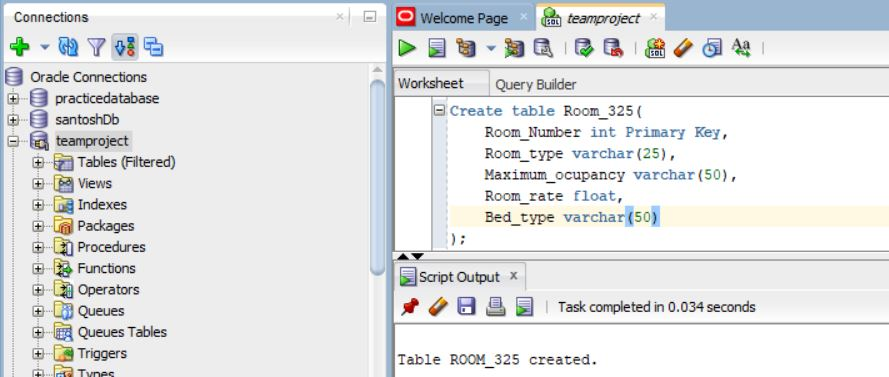 Connections
Oracle Connections
practicedatabase
santoshDb
teamproject
Tables (Filtered)
Views
Indexes
Packages
Procedures
Functions
Operators
Queues
Queues Tables
Triggers
Types
Welcome Page
teamproject
Worksheet
Query Builder
Create table Room_325(
Room_Number int Primary Key,
Room_type varchar(25),
Maximum_ocupancy varchar(50),
Room_rate float,
Bed_type varchar(50)
);
Script Output
Task completed in 0.034 seconds
Table ROOM_325 created.